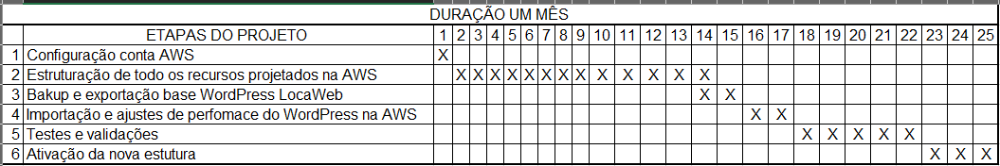 DURAÇÃO UM MÊS
ETAPAS DO PROJETO 1 2 3 4 5 6 7 8 9 10 11 12 13 14 15 16 17 18 19 20 21 22 23 24 25
1 Configuração conta AWS X
2 Estruturação de todo os recursos projetados na AWS X X X X X X X X X X X X X
3 Bakup e exportação base WordPress LocaWeb X X
4 Importação e ajustes de perfomace do WordPress na AWS X X
5 Testes e validações X X X X X
6 Ativação da nova estutura X X X